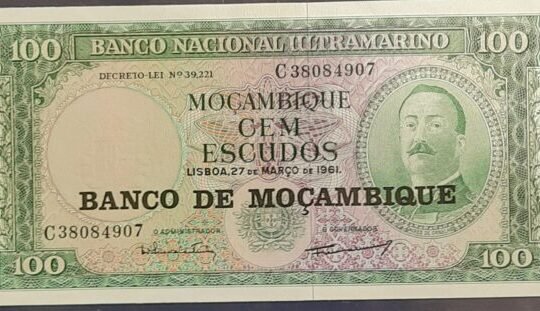 100 BANCO NACIONAL ULTRAMARINO 100
DECRETO-LEI Nº 39,221 C38084907
MOÇAMBIQUE
CEM
ESCUDOS
LISBOA, 27 DE MARÇO DE 1961.
BANCO DE MOÇAMBIQUE
C38084907 O ADMINISTRADOR O GOVERNADOR
100 100